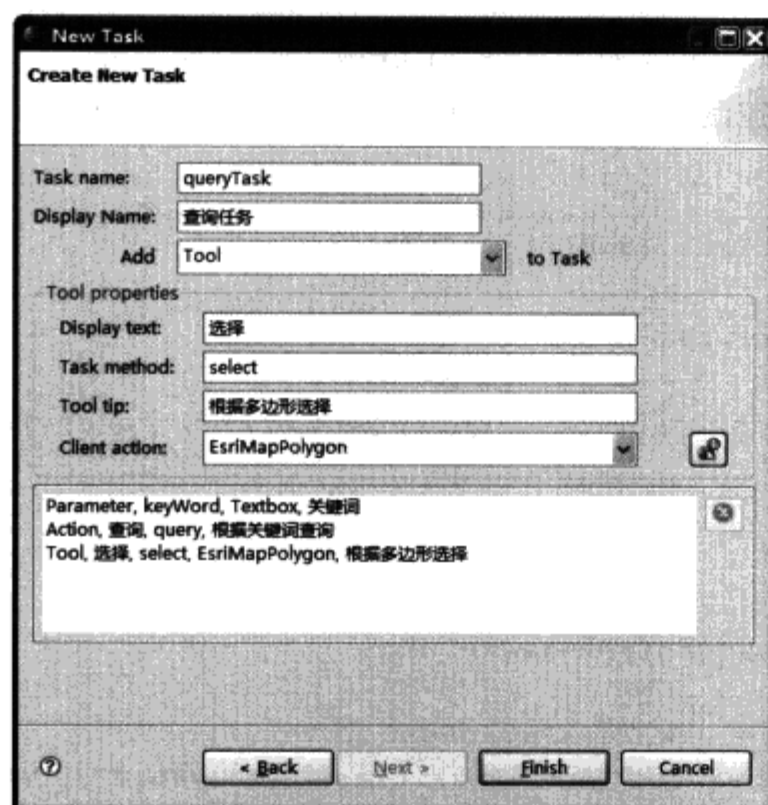 New Task
Create New Task
Task name: queryTask
Display Name: 查询任务
Add Tool to Task
Tool properties
Display text: 选择
Task method: select
Tool tip: 根据多边形选择
Client action: EsriMapPolygon
Parameter, keyWord, Textbox, 关键词
Action, 查询, query, 根据关键词查询
Tool, 选择, select, EsriMapPolygon, 根据多边形选择
? < Back Next > Finish Cancel